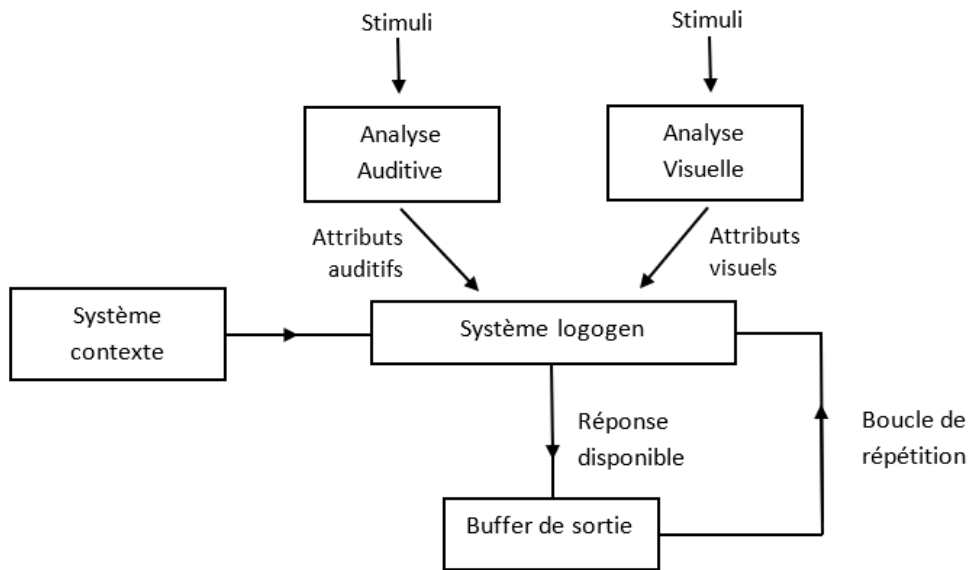 Stimuli
Stimuli
Analyse
Auditive
Analyse
Visuelle
Attributs
auditifs
Attributs
visuels
Système
contexte
Système logogen
Réponse
disponible
Boucle de
répétition
Buffer de sortie